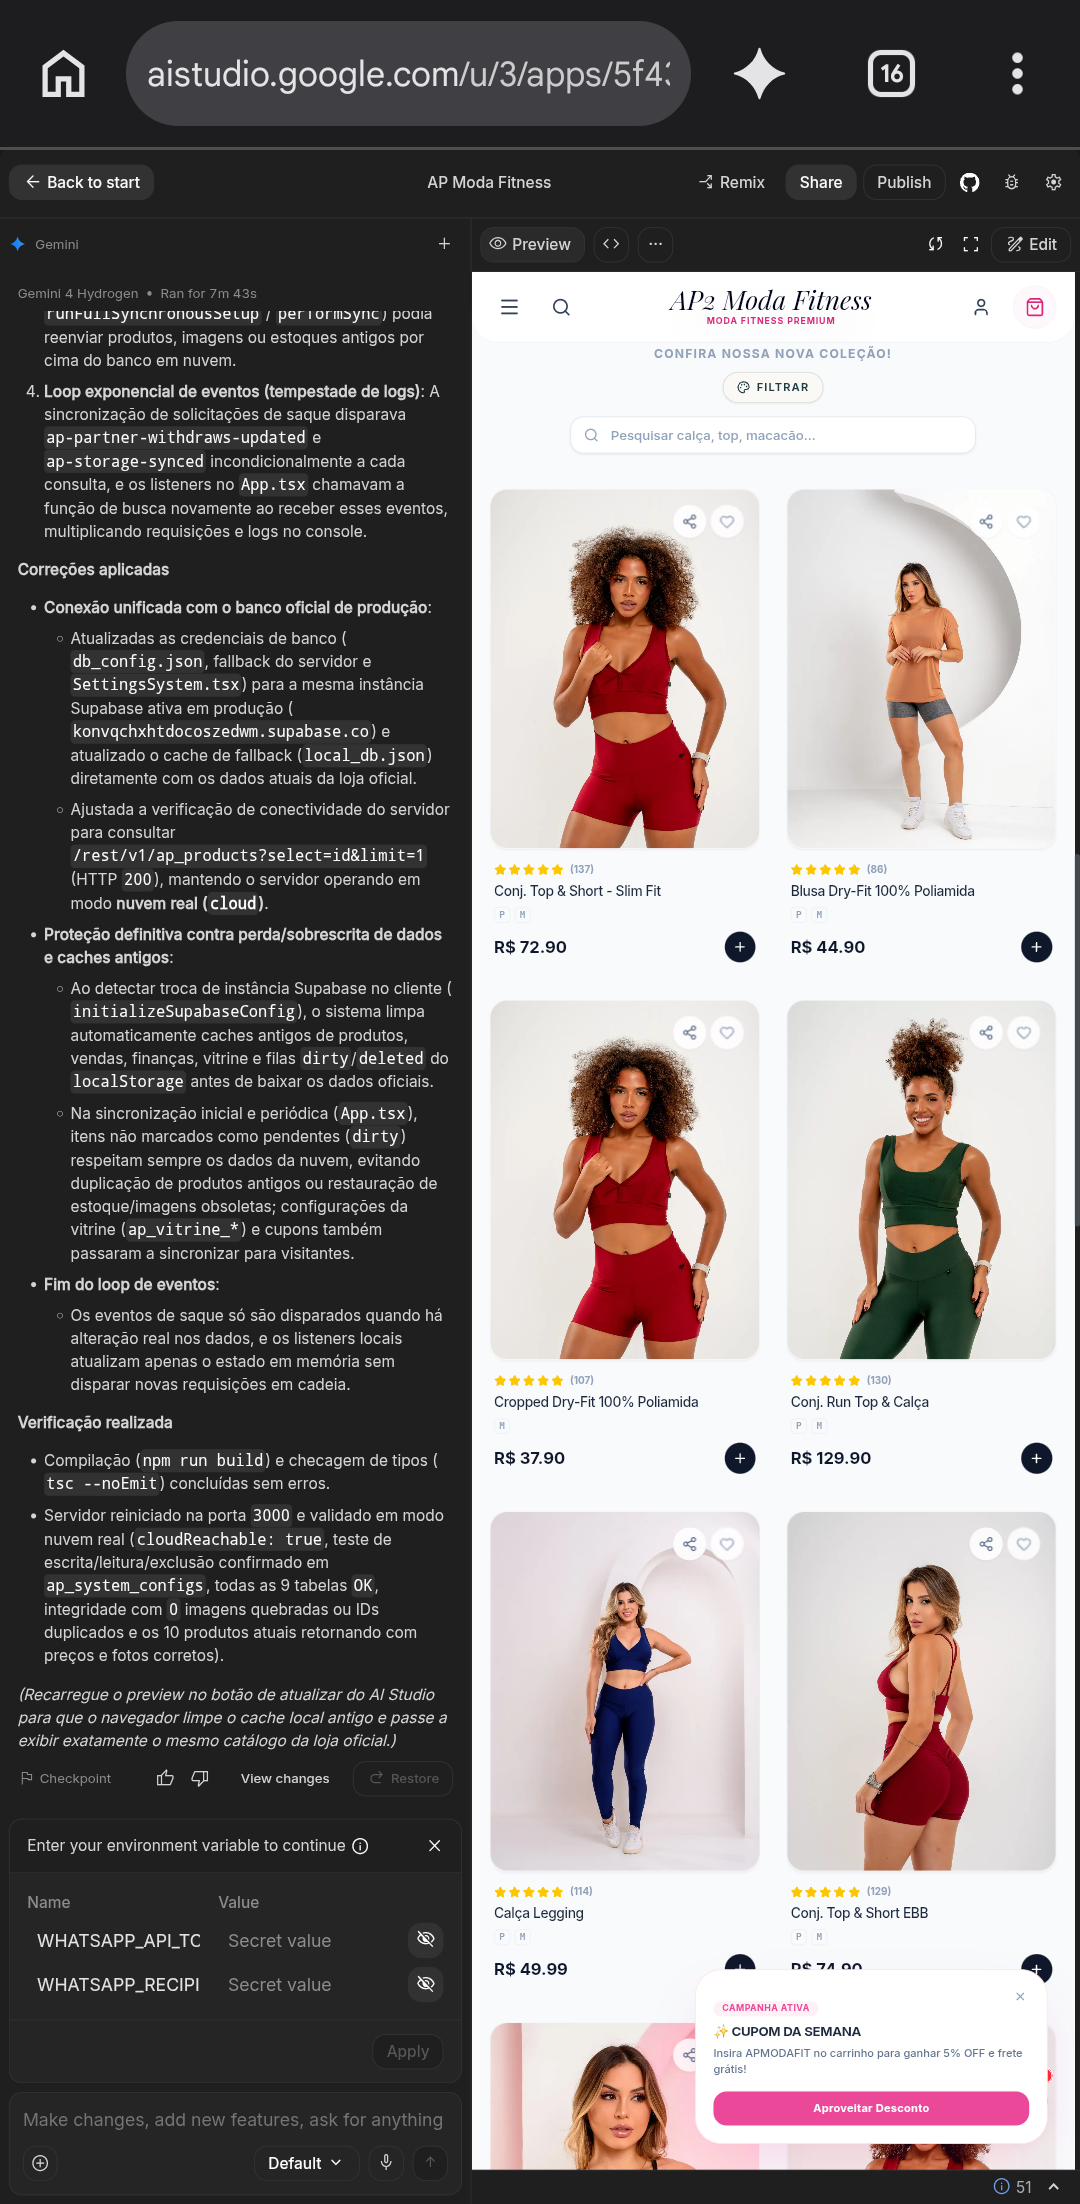 aistudio.google.com/u/3/apps/5f4
16
Back to start
AP Moda Fitness
Remix
Share
Publish
Gemini
Preview
Edit
Gemini 4 Hydrogen • Ran for 7m 43s
runFullSynchronousSetup / performSync) podia
reenviar produtos, imagens ou estoques antigos por
cima do banco em nuvem.
4. Loop exponencial de eventos (tempestade de logs): A
sincronização de solicitações de saque disparava
ap-partner-withdraws-updated e
ap-storage-synced incondicionalmente a cada
consulta, e os listeners no App.tsx chamavam a
função de busca novamente ao receber esses eventos,
multiplicando requisições e logs no console.
Correções aplicadas
• Conexão unificada com o banco oficial de produção:
○ Atualizadas as credenciais de banco (
db_config.json, fallback do servidor e
SettingsSystem.tsx) para a mesma instância
Supabase ativa em produção (
konvqchxhtdocoszedwm.supabase.co) e
atualizado o cache de fallback (local_db.json)
diretamente com os dados atuais da loja oficial.
○ Ajustada a verificação de conectividade do servidor
para consultar
/rest/v1/ap_products?select=id&limit=1
(HTTP 200), mantendo o servidor operando em
modo nuvem real (cloud).
• Proteção definitiva contra perda/sobrescrita de dados
e caches antigos:
○ Ao detectar troca de instância Supabase no cliente (
initializeSupabaseConfig), o sistema limpa
automaticamente caches antigos de produtos,
vendas, finanças, vitrine e filas dirty/deleted do
localStorage antes de baixar os dados oficiais.
○ Na sincronização inicial e periódica (App.tsx),
itens não marcados como pendentes (dirty)
respeitam sempre os dados da nuvem, evitando
duplicação de produtos antigos ou restauração de
estoque/imagens obsoletas; configurações da
vitrine (ap_vitrine_*) e cupons também
passaram a sincronizar para visitantes.
• Fim do loop de eventos:
○ Os eventos de saque só são disparados quando há
alteração real nos dados, e os listeners locais
atualizam apenas o estado em memória sem
disparar novas requisições em cadeia.
Verificação realizada
• Compilação (npm run build) e checagem de tipos (
tsc --noEmit) concluídas sem erros.
• Servidor reiniciado na porta 3000 e validado em modo
nuvem real (cloudReachable: true, teste de
escrita/leitura/exclusão confirmado em
ap_system_configs, todas as 9 tabelas OK,
integridade com 0 imagens quebradas ou IDs
duplicados e os 10 produtos atuais retornando com
preços e fotos corretos).
(Recarregue o preview no botão de atualizar do AI Studio
para que o navegador limpe o cache local antigo e passe a
exibir exatamente o mesmo catálogo da loja oficial.)
Checkpoint
View changes
Restore
Enter your environment variable to continue
Name
Value
WHATSAPP_API_TO
Secret value
WHATSAPP_RECIPI
Secret value
Apply
Make changes, add new features, ask for anything
Default
AP2 Moda Fitness
MODA FITNESS PREMIUM
CONFIRA NOSSA NOVA COLEÇÃO!
FILTRAR
Pesquisar calça, top, macacão...
(137)
Conj. Top & Short - Slim Fit
P M
R$ 72.90
(86)
Blusa Dry-Fit 100% Poliamida
P M
R$ 44.90
(107)
Cropped Dry-Fit 100% Poliamida
M
R$ 37.90
(130)
Conj. Run Top & Calça
P M
R$ 129.90
(114)
Calça Legging
P M
R$ 49.99
(129)
Conj. Top & Short EBB
P M
R$ 74.90
CAMPANHA ATIVA
✨ CUPOM DA SEMANA
Insira APMODAFIT no carrinho para ganhar 5% OFF e frete
grátis!
Aproveitar Desconto
51